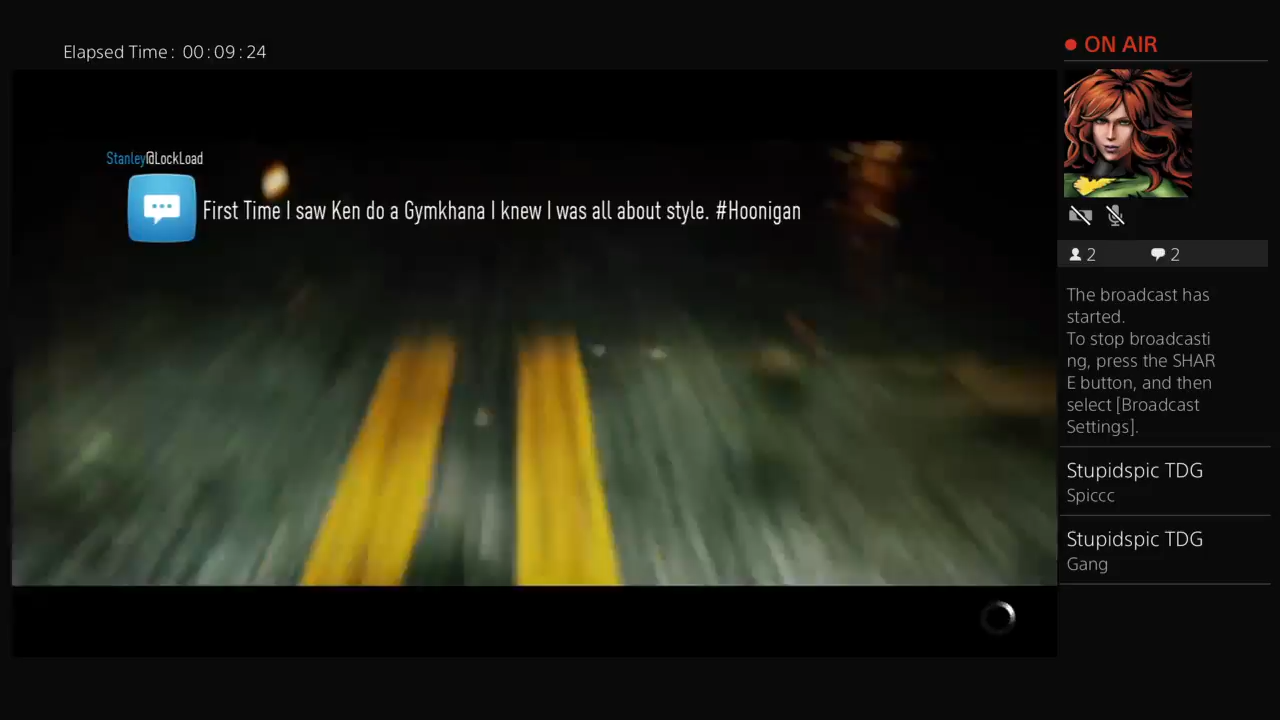 Elapsed Time: 00:09:24
ON AIR
Stanley@LockLoad
First Time I saw Ken do a Gymkhana I knew I was all about style. #Hoonigan
2 2
The broadcast has
started.
To stop broadcasti
ng, press the SHAR
E button, and then
select [Broadcast
Settings].
Stupidspic TDG
Spiccc
Stupidspic TDG
Gang